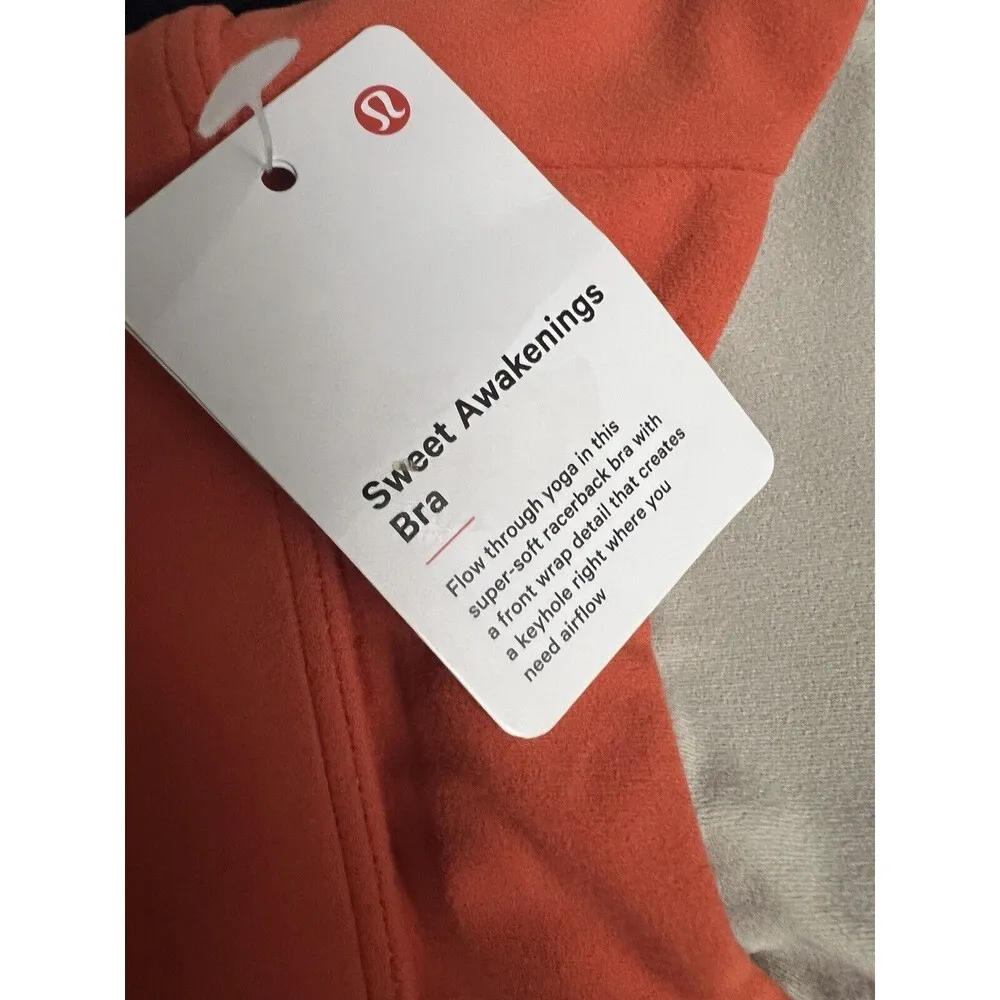 Sweet Awakenings
Bra
Flow through yoga in this
super-soft racerback bra with
a front wrap detail that creates
a keyhole right where you
need airflow